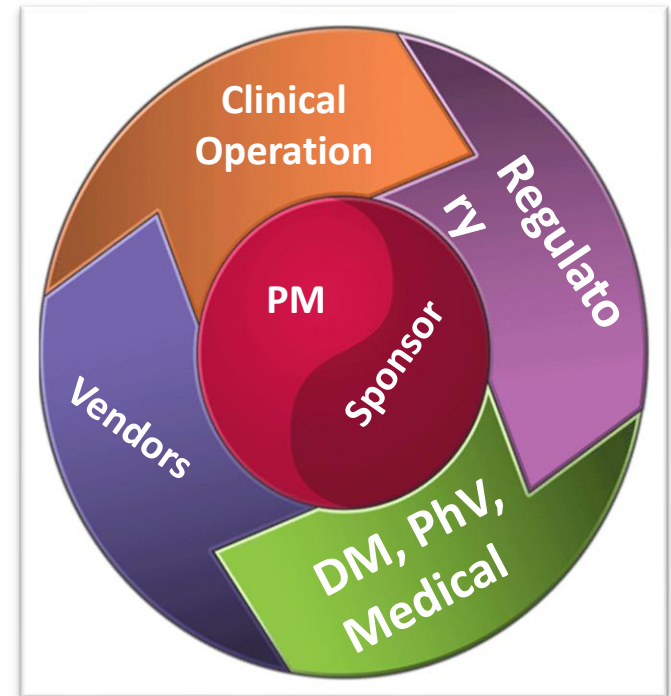 Clinical
Operation
Regulato
ry
PM
Sponsor
Vendors
DM, PhV,
Medical